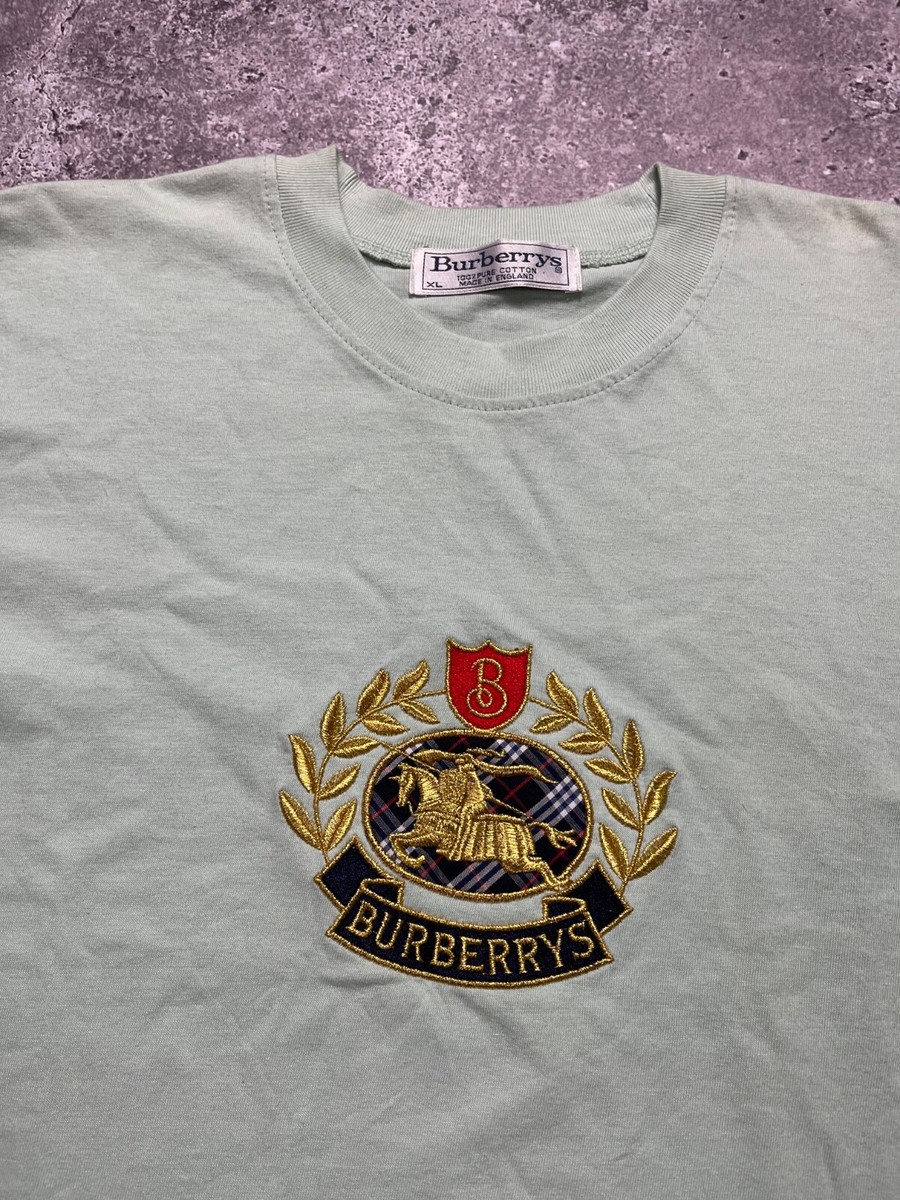 Burberrys®
100% PURE COTTON
XL MADE IN ENGLAND
B
BURBERRYS